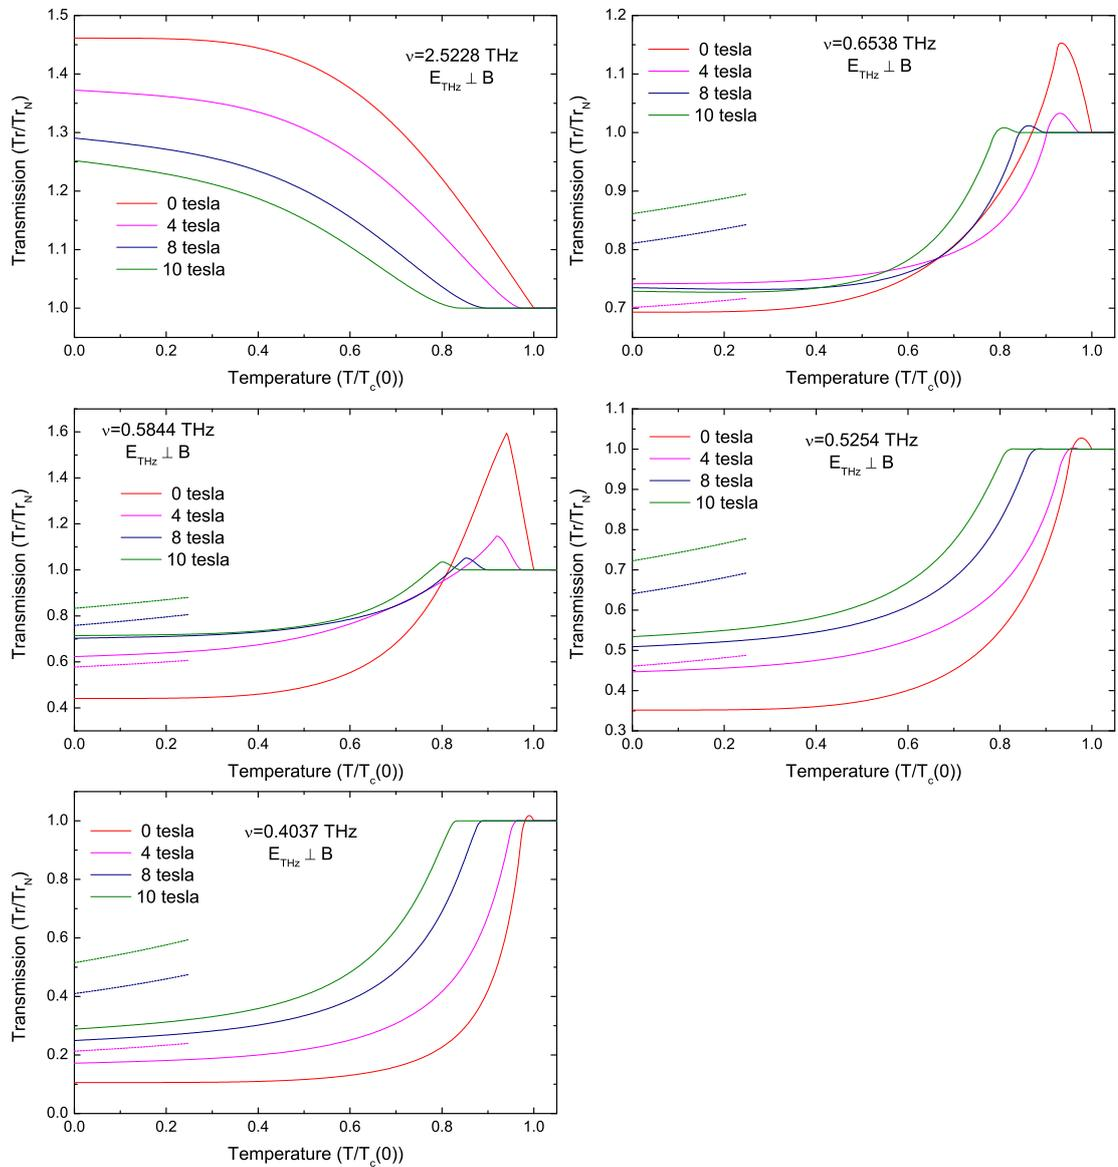 1.5
1.4
1.3
1.2
1.1
1.0
Transmission (Tr/Tr_N)
ν=2.5228 THz
E_THz ⊥ B
0 tesla
4 tesla
8 tesla
10 tesla
0.0 0.2 0.4 0.6 0.8 1.0
Temperature (T/T_c(0))
1.2
1.1
1.0
0.9
0.8
0.7
Transmission (Tr/Tr_N)
ν=0.6538 THz
E_THz ⊥ B
0 tesla
4 tesla
8 tesla
10 tesla
0.0 0.2 0.4 0.6 0.8 1.0
Temperature (T/T_c(0))
1.6
1.4
1.2
1.0
0.8
0.6
0.4
Transmission (Tr/Tr_N)
ν=0.5844 THz
E_THz ⊥ B
0 tesla
4 tesla
8 tesla
10 tesla
0.0 0.2 0.4 0.6 0.8 1.0
Temperature (T/T_c(0))
1.1
1.0
0.9
0.8
0.7
0.6
0.5
0.4
0.3
Transmission (Tr/Tr_N)
ν=0.5254 THz
E_THz ⊥ B
0 tesla
4 tesla
8 tesla
10 tesla
0.0 0.2 0.4 0.6 0.8 1.0
Temperature (T/T_c(0))
1.0
0.8
0.6
0.4
0.2
0.0
Transmission (Tr/Tr_N)
ν=0.4037 THz
E_THz ⊥ B
0 tesla
4 tesla
8 tesla
10 tesla
0.0 0.2 0.4 0.6 0.8 1.0
Temperature (T/T_c(0))